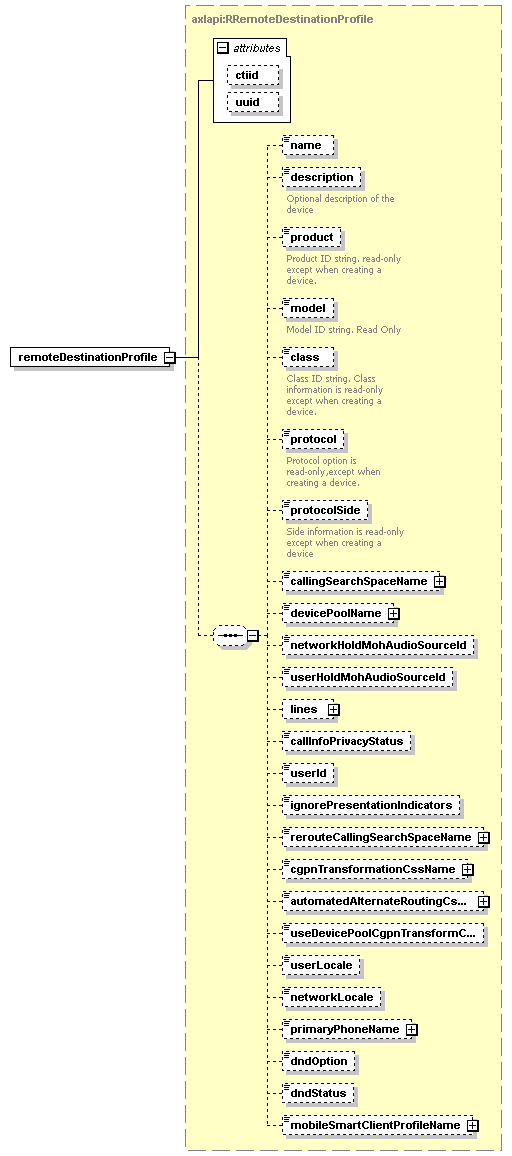 axlapi:RRemoteDestinationProfile
attributes
ctiid
uuid
name
description
Optional description of the
device
product
Product ID string. read-only
except when creating a
device.
model
Model ID string. Read Only
remoteDestinationProfile
class
Class ID string. Class
information is read-only
except when creating a
device.
protocol
Protocol option is
read-only,except when
creating a device.
protocolSide
Side information is read-only
except when creating a
device
callingSearchSpaceName
devicePoolName
networkHoldMohAudioSourceId
userHoldMohAudioSourceId
lines
callInfoPrivacyStatus
userId
ignorePresentationIndicators
rerouteCallingSearchSpaceName
cgpnTransformationCssName
automatedAlternateRoutingCs...
useDevicePoolCgpnTransformC...
userLocale
networkLocale
primaryPhoneName
dndOption
dndStatus
mobileSmartClientProfileName